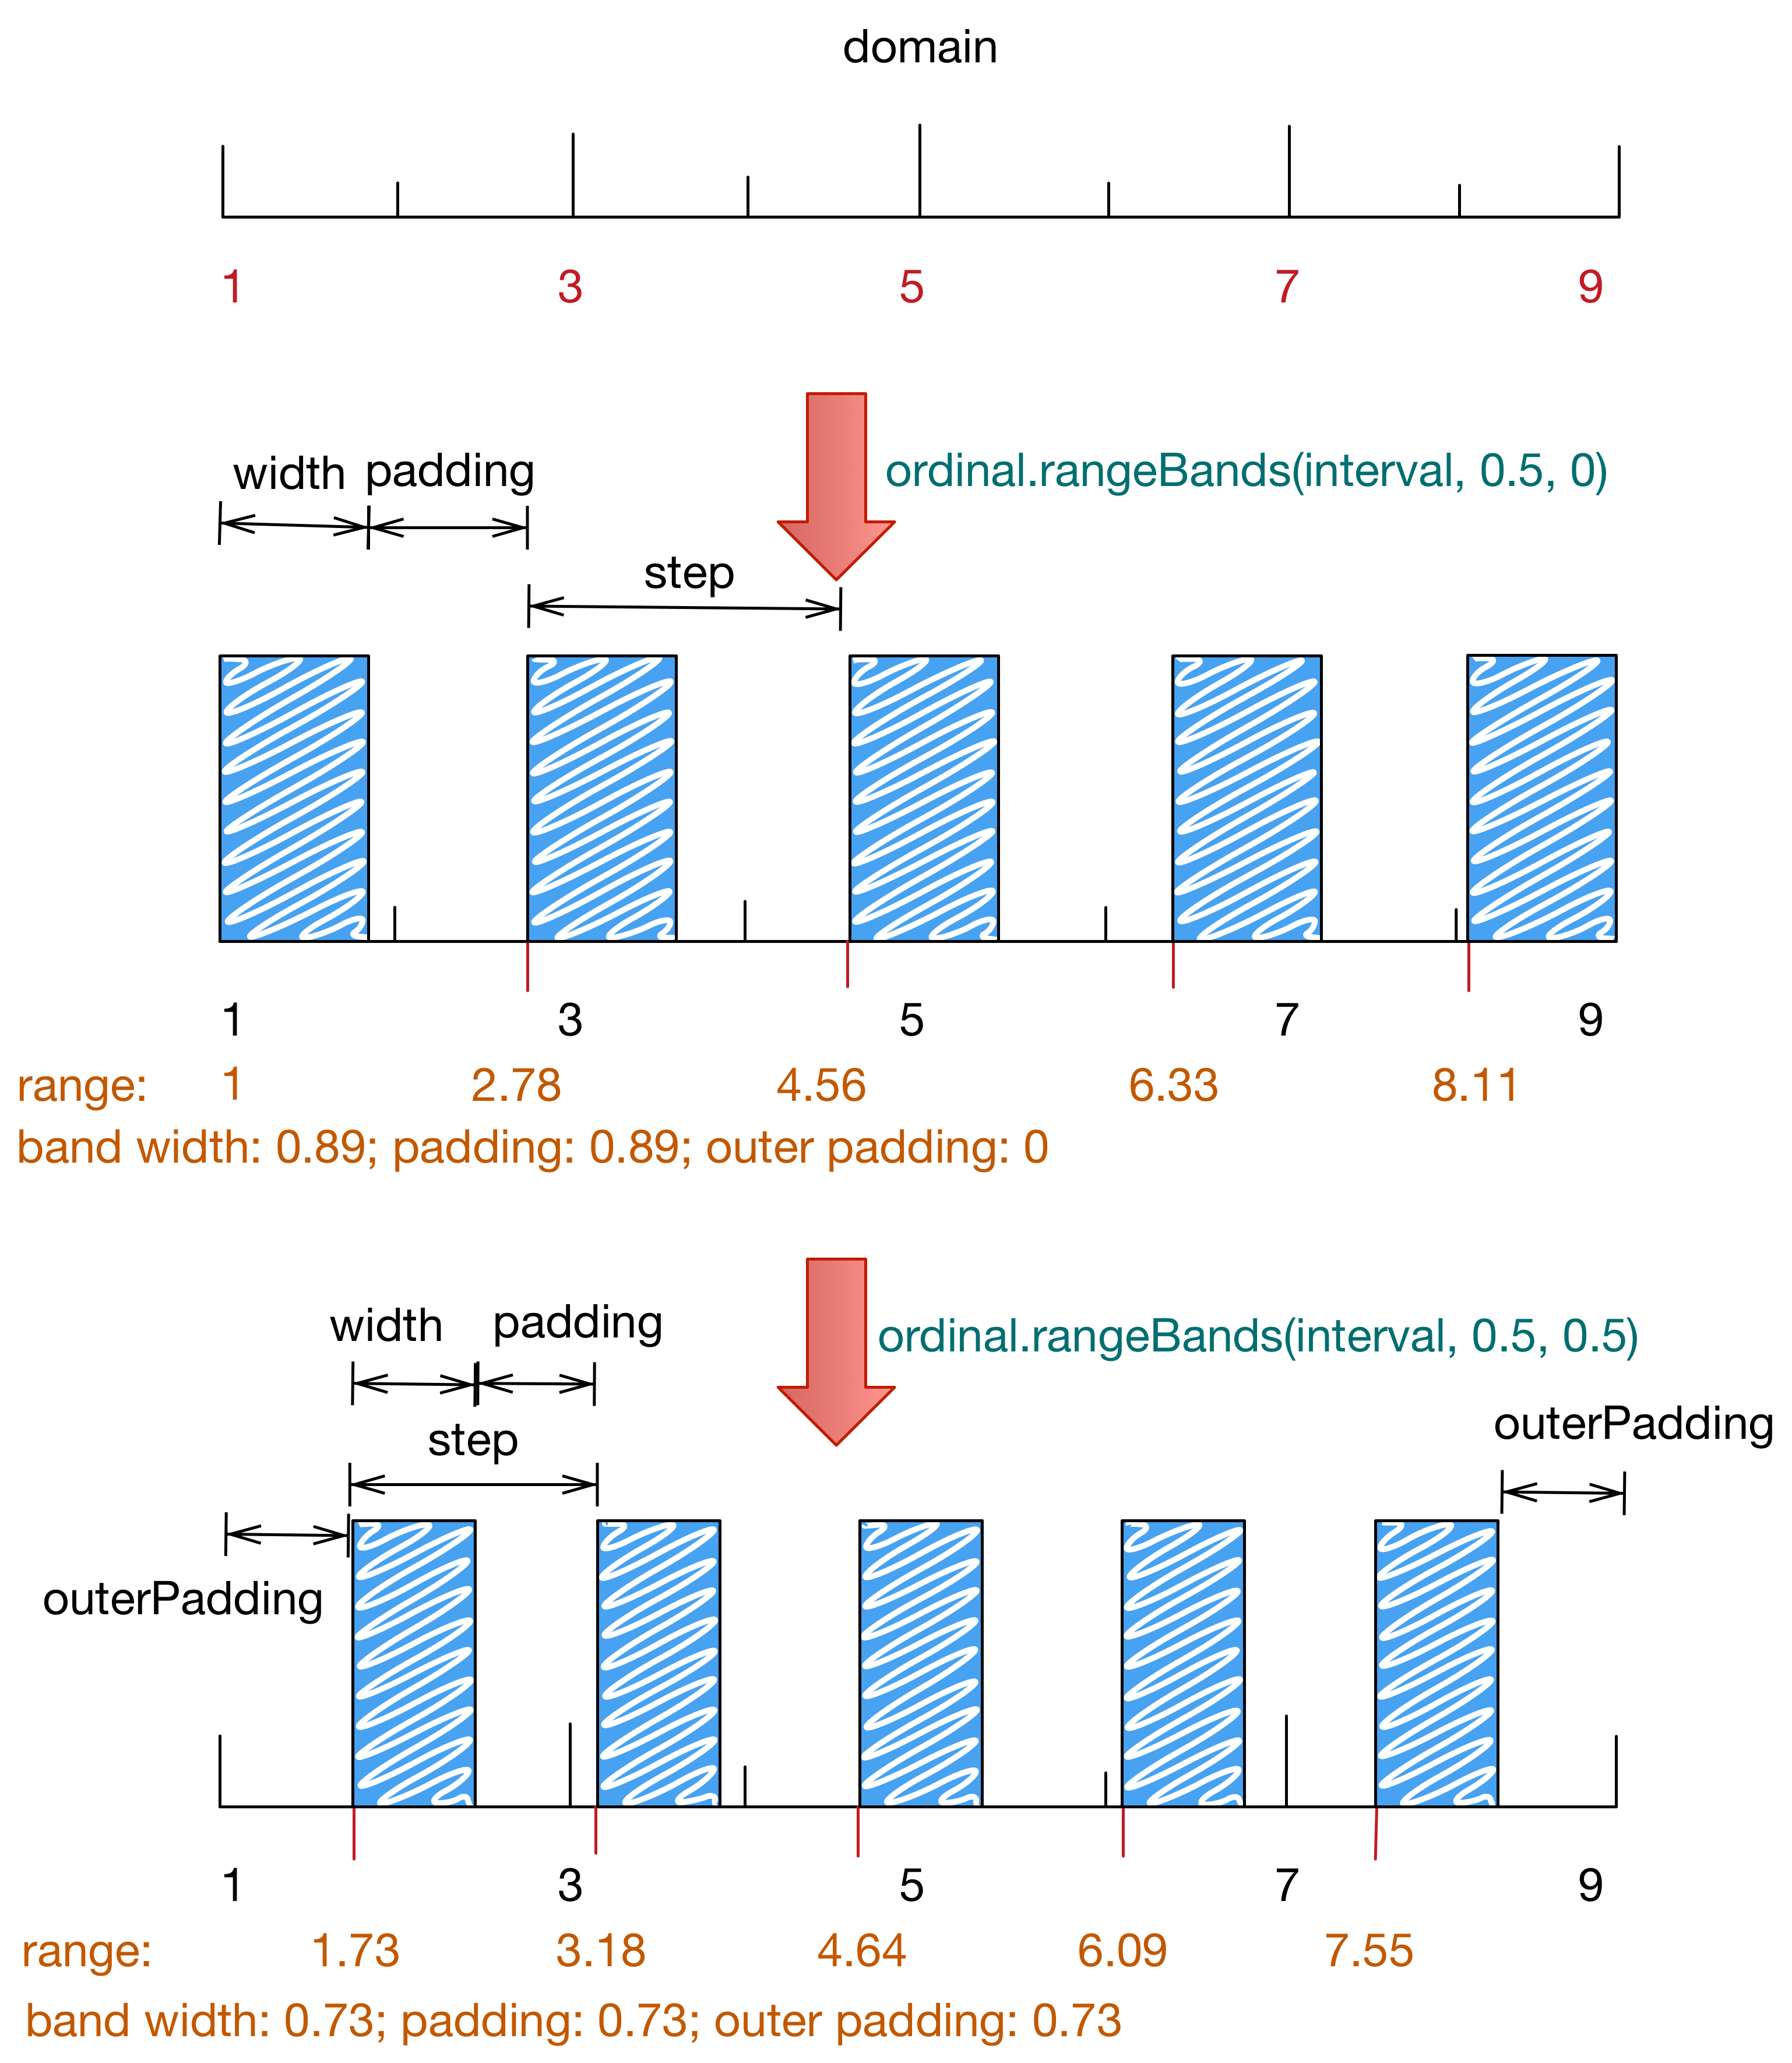 domain
1 3 5 7 9
ordinal.rangeBands(interval, 0.5, 0)
width padding
step
1 3 5 7 9
range: 1 2.78 4.56 6.33 8.11
band width: 0.89; padding: 0.89; outer padding: 0
width padding
ordinal.rangeBands(interval, 0.5, 0.5)
step
outerPadding
outerPadding
1 3 5 7 9
range: 1.73 3.18 4.64 6.09 7.55
band width: 0.73; padding: 0.73; outer padding: 0.73